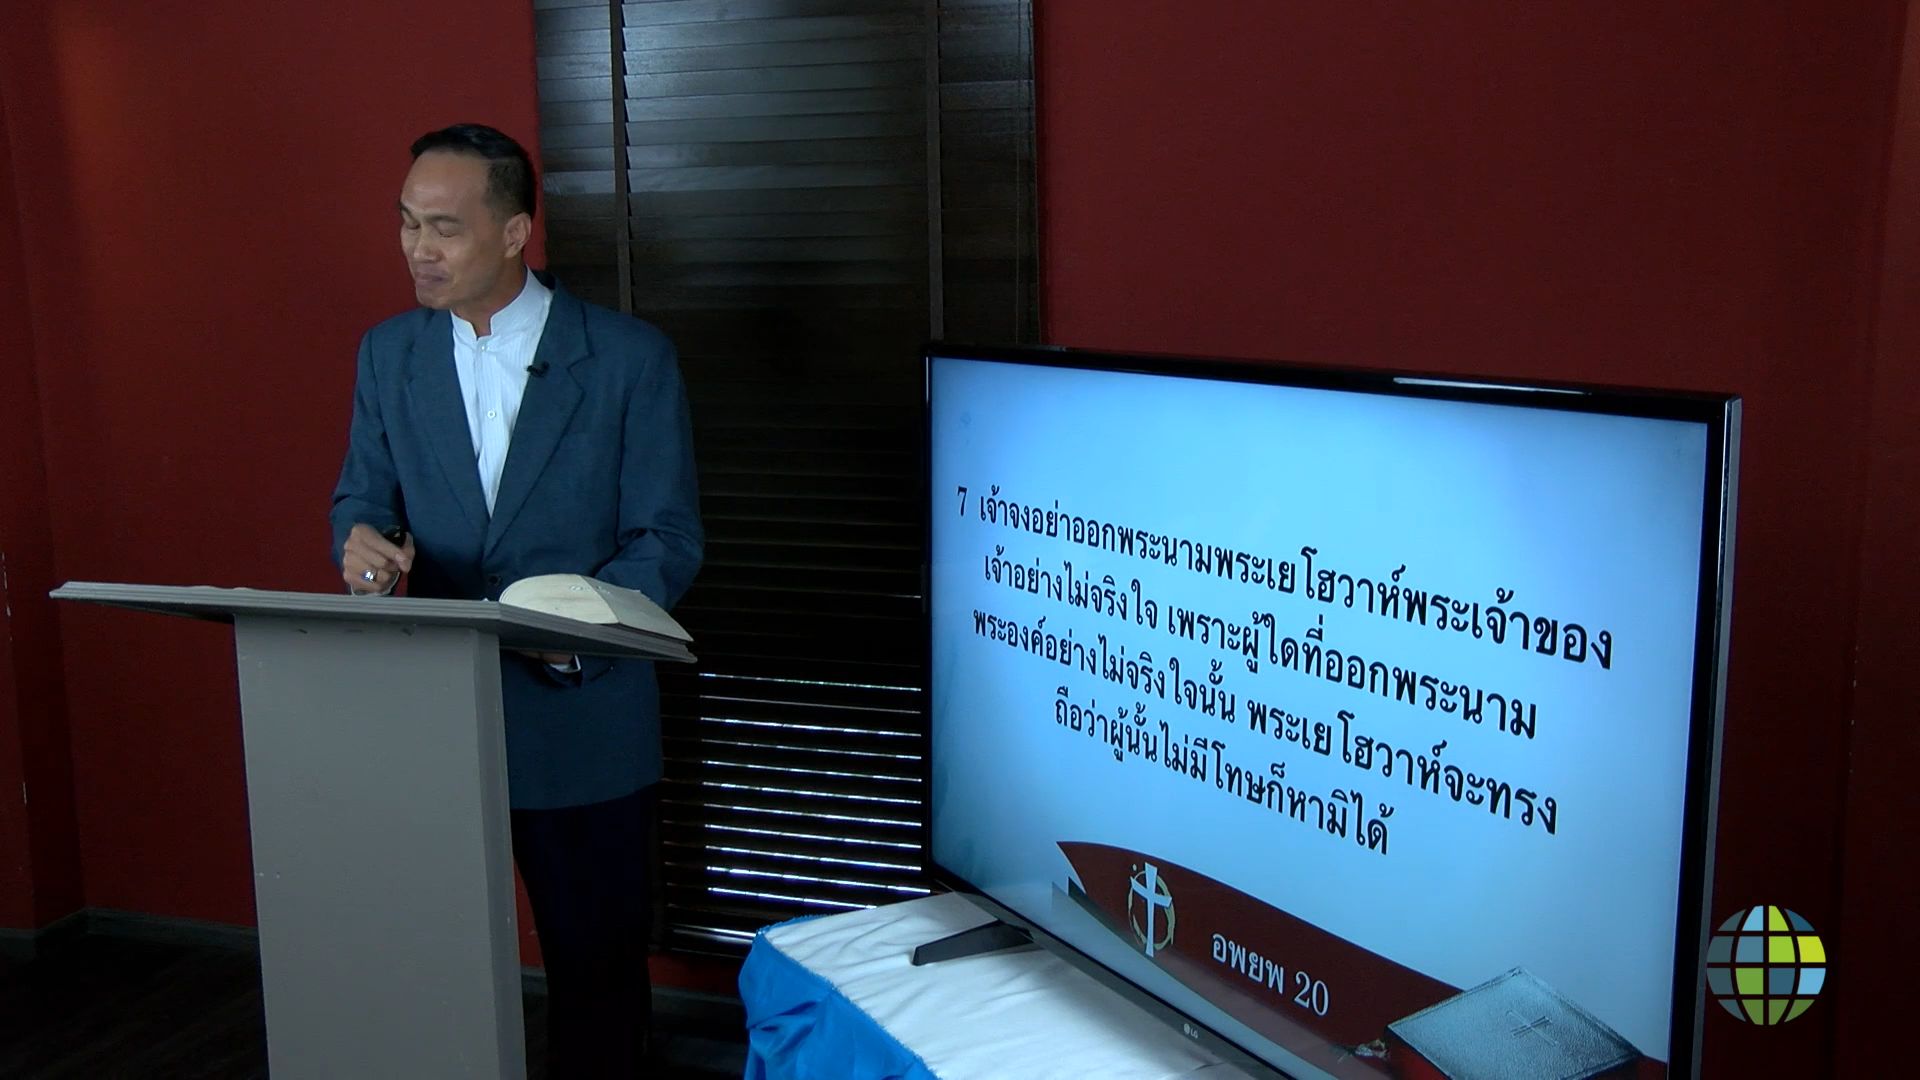 7 เจ้าจงอย่าออกพระนามพระเยโฮวาห์พระเจ้าของ
เจ้าอย่างไม่จริงใจ เพราะผู้ใดที่ออกพระนาม
พระองค์อย่างไม่จริงใจนั้น พระเยโฮวาห์จะทรง
ถือว่าผู้นั้นไม่มีโทษก็หามิได้
อพยพ 20
LG